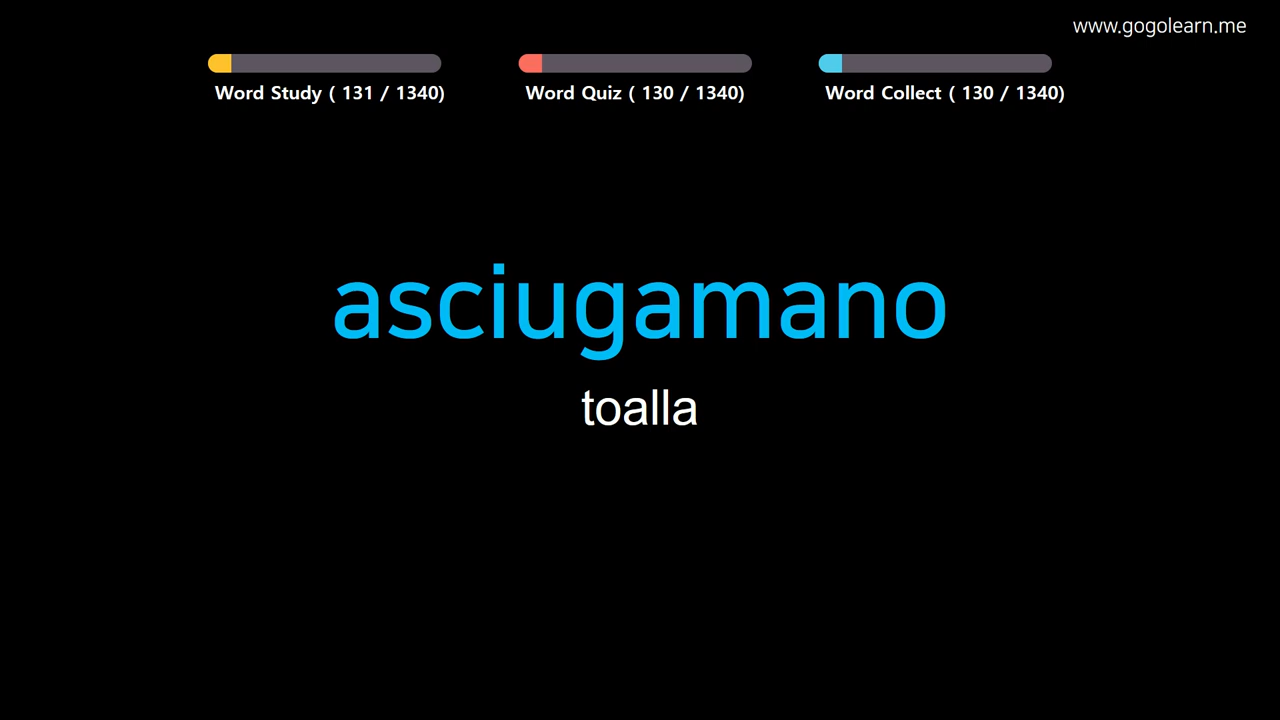 www.gogolearn.me
Word Study ( 131 / 1340)
Word Quiz ( 130 / 1340)
Word Collect ( 130 / 1340)
asciugamano
toalla